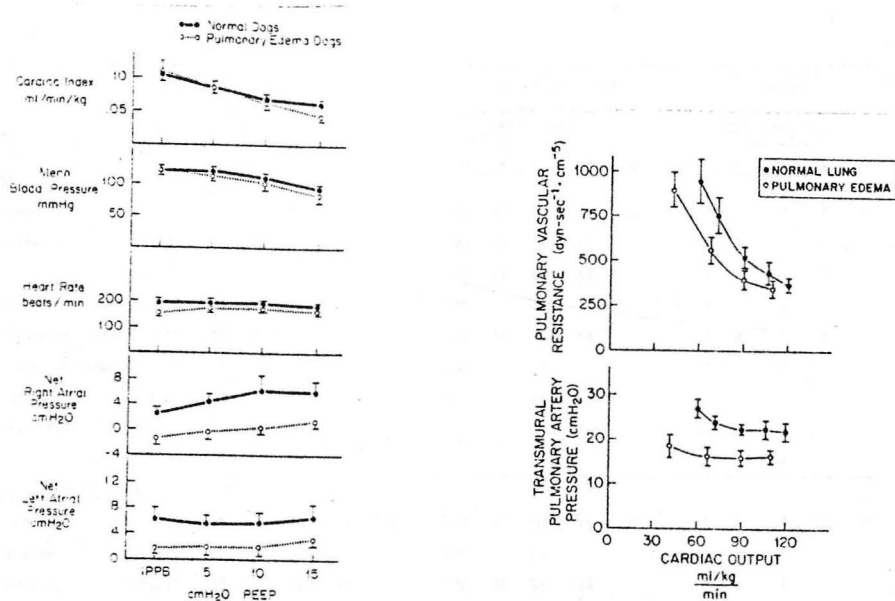 Normal Dogs
Pulmonary Edema Dogs
Cardiac Index
ml/min/kg
.10
.05
Mean
Blood Pressure
mmHg
100
50
Heart Rate
beats / min
200
100
Net
Right Atrial
Pressure
cmH₂O
8
4
0
-4
Net
Left Atrial
Pressure
cmH₂O
12
8
4
0
IPPB 5 10 15
cmH₂O PEEP
PULMONARY VASCULAR
RESISTANCE (dyn-sec⁻¹· cm⁻⁵)
1000
750
500
250
0
NORMAL LUNG
PULMONARY EDEMA
TRANSMURAL
PULMONARY ARTERY
PRESSURE (cmH₂O)
30
20
10
0
0 30 60 90 120
CARDIAC OUTPUT
ml/kg
min